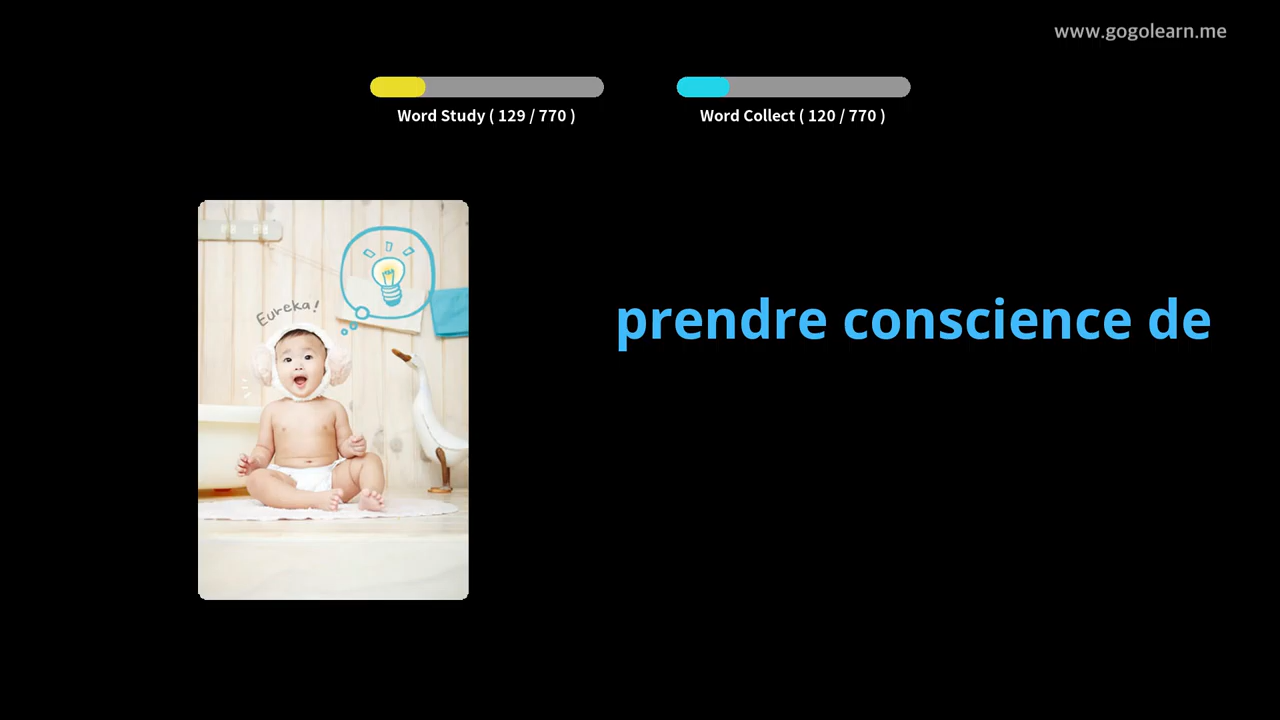 www.gogolearn.me
Word Study ( 129 / 770 )
Word Collect ( 120 / 770 )
Eureka!
prendre conscience de